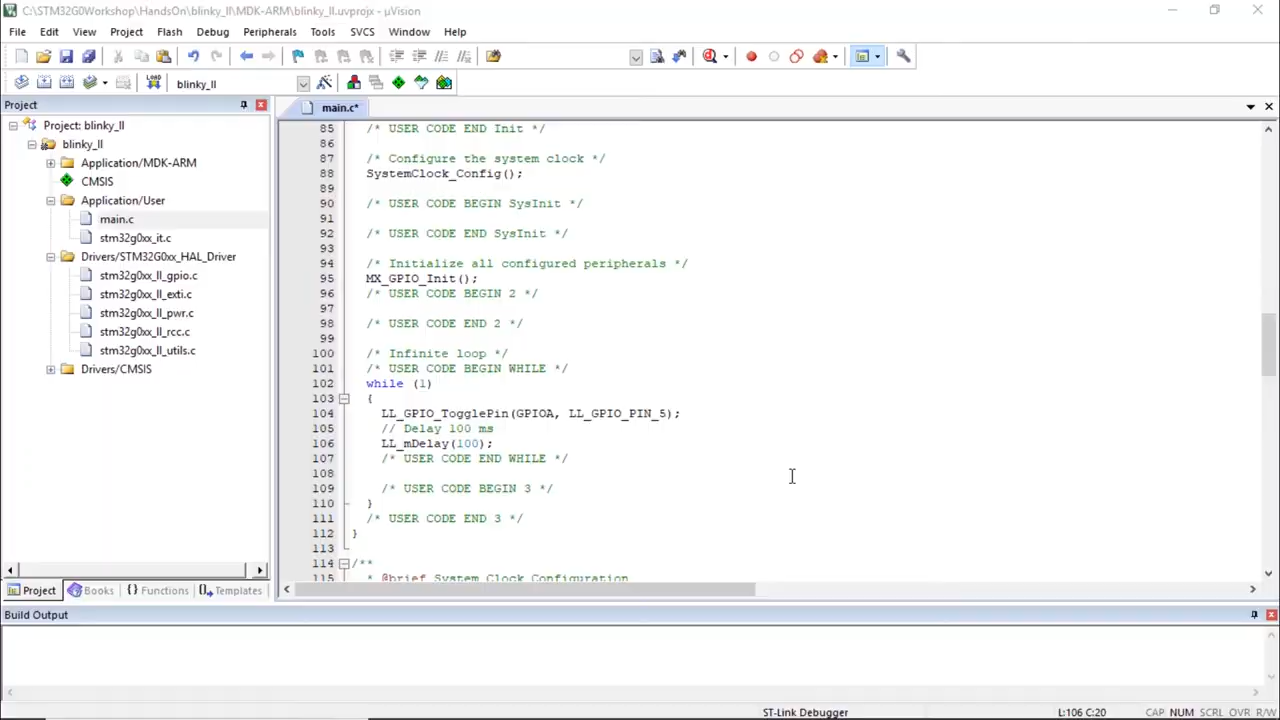 C:\STM32G0Workshop\HandsOn\blinky_ll\MDK-ARM\blinky_ll.uvprojx - µVision
File Edit View Project Flash Debug Peripherals Tools SVCS Window Help
LOAD blinky_ll
Project
main.c*
Project: blinky_ll
blinky_ll
Application/MDK-ARM
CMSIS
Application/User
main.c
stm32g0xx_it.c
Drivers/STM32G0xx_HAL_Driver
stm32g0xx_ll_gpio.c
stm32g0xx_ll_exti.c
stm32g0xx_ll_pwr.c
stm32g0xx_ll_rcc.c
stm32g0xx_ll_utils.c
Drivers/CMSIS
Project Books {} Functions 0→ Templates
85 /* USER CODE END Init */
86
87 /* Configure the system clock */
88 SystemClock_Config();
89
90 /* USER CODE BEGIN SysInit */
91
92 /* USER CODE END SysInit */
93
94 /* Initialize all configured peripherals */
95 MX_GPIO_Init();
96 /* USER CODE BEGIN 2 */
97
98 /* USER CODE END 2 */
99
100 /* Infinite loop */
101 /* USER CODE BEGIN WHILE */
102 while (1)
103 {
104 LL_GPIO_TogglePin(GPIOA, LL_GPIO_PIN_5);
105 // Delay 100 ms
106 LL_mDelay(100);
107 /* USER CODE END WHILE */
108
109 /* USER CODE BEGIN 3 */
110 }
111 /* USER CODE END 3 */
112 }
113
114 /**
115 * @brief System Clock Configuration
Build Output
ST-Link Debugger L:106 C:20 CAP NUM SCRL OVR R/W